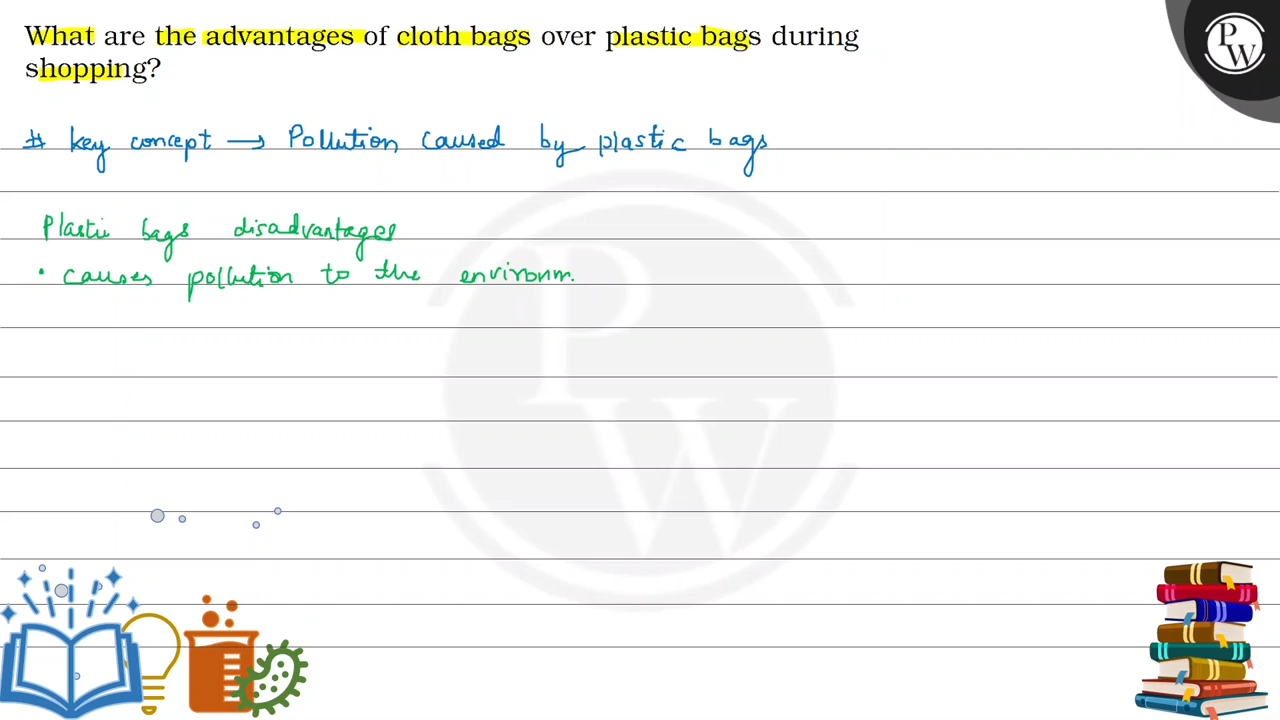 What are the advantages of cloth bags over plastic bags during
shopping?
P
W
# key concept → Pollution caused by plastic bags
Plastic bags disadvantages
• causes pollution to the environm.
P
W